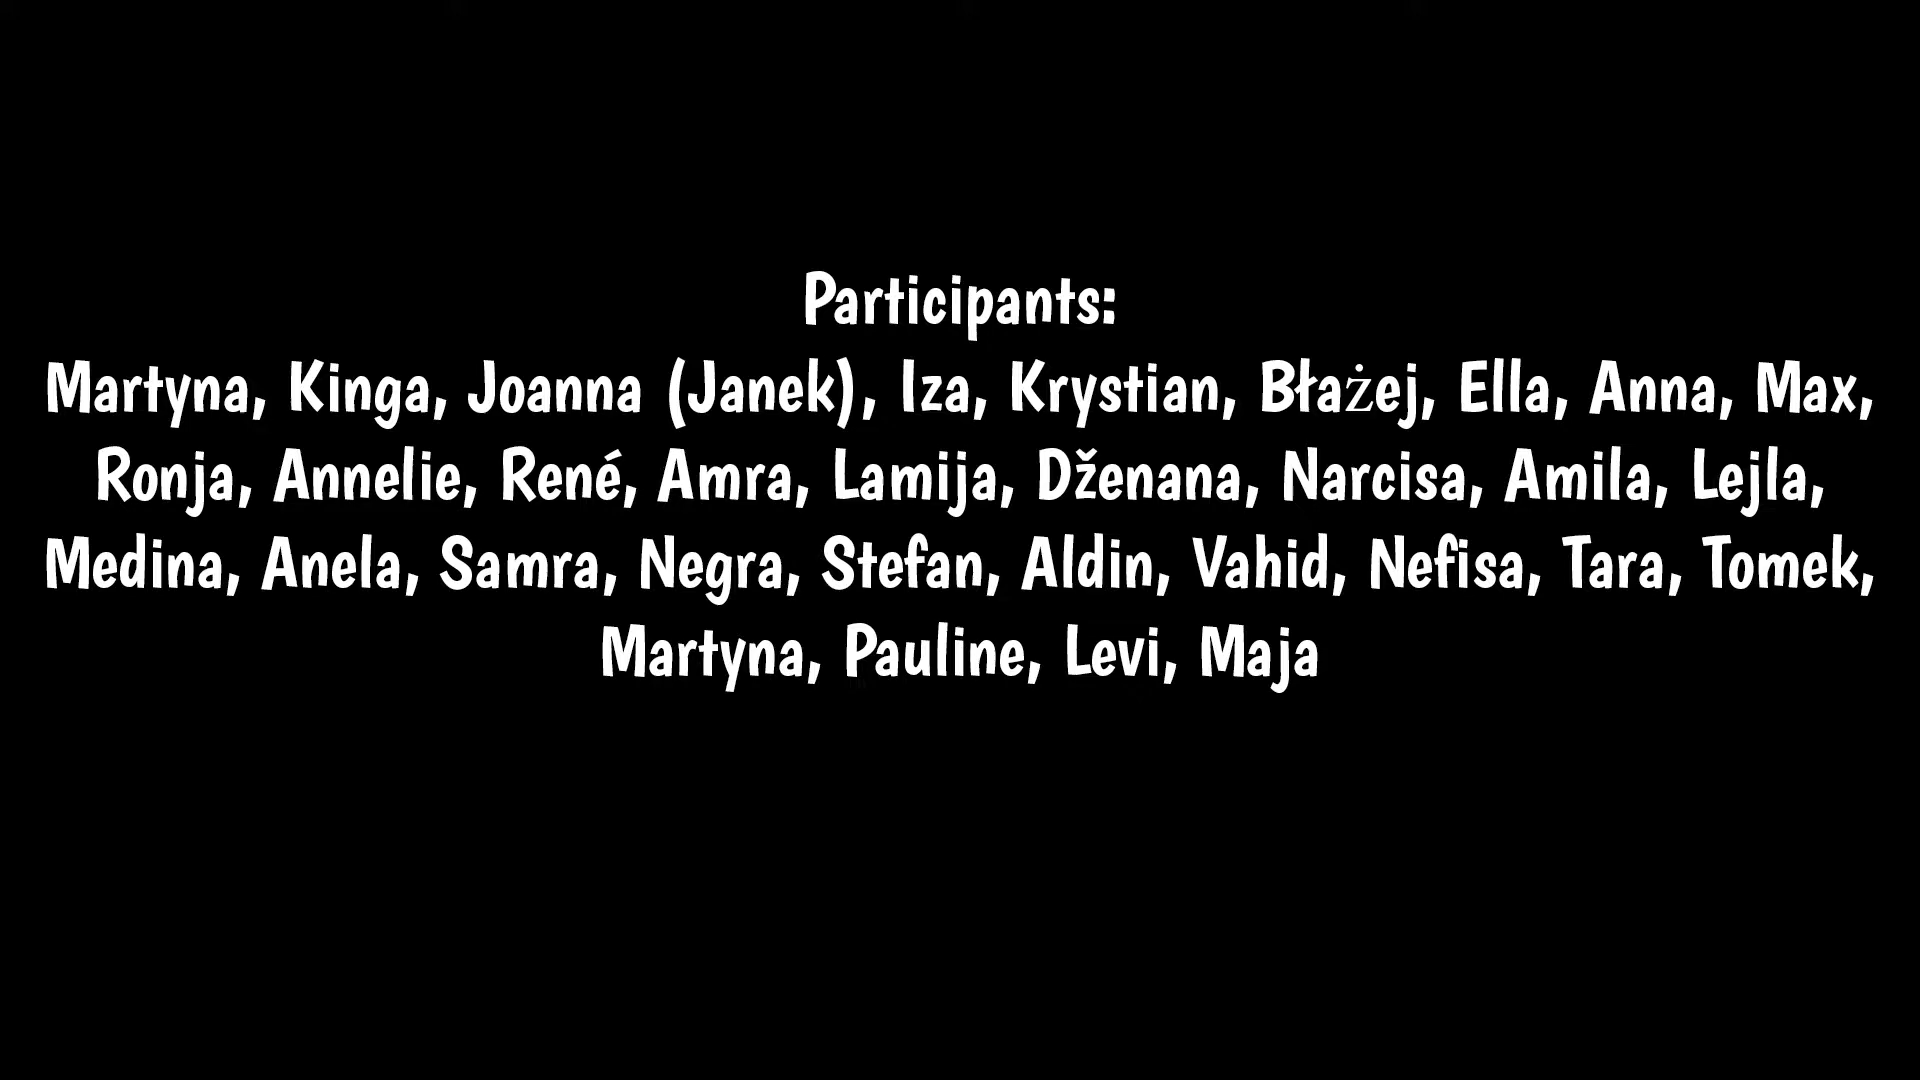 Participants:
Martyna, Kinga, Joanna (Janek), Iza, Krystian, Błażej, Ella, Anna, Max,
Ronja, Annelie, René, Amra, Lamija, Dženana, Narcisa, Amila, Lejla,
Medina, Anela, Samra, Negra, Stefan, Aldin, Vahid, Nefisa, Tara, Tomek,
Martyna, Pauline, Levi, Maja